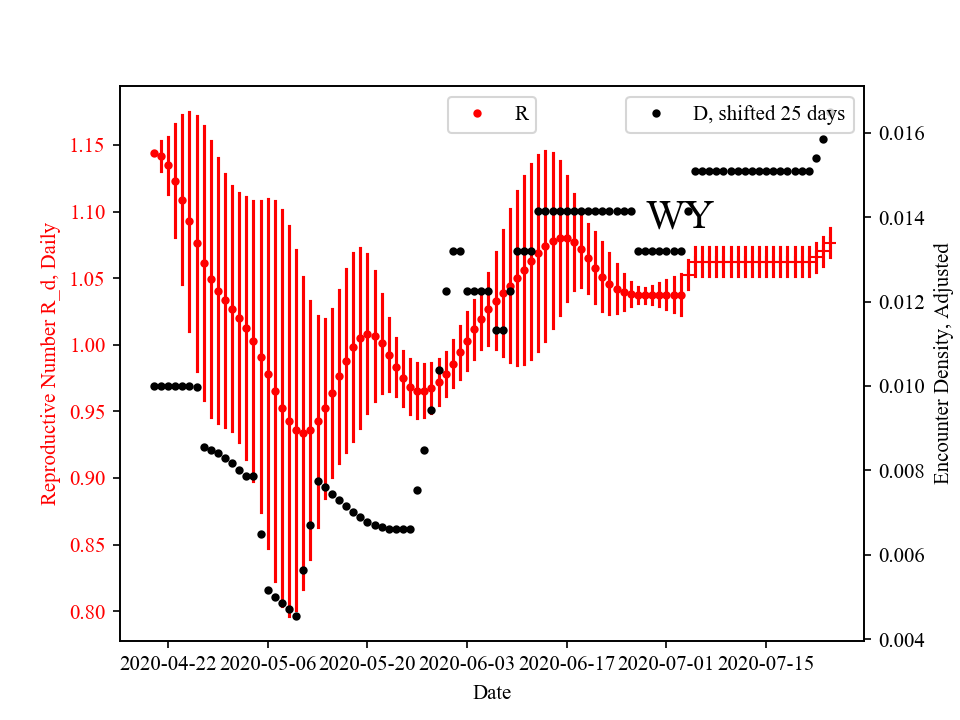 R
D, shifted 25 days
WY
Reproductive Number R_d, Daily
1.15
1.10
1.05
1.00
0.95
0.90
0.85
0.80
0.016
0.014
0.012
0.010
0.008
0.006
0.004
Encounter Density, Adjusted
2020-04-22 2020-05-06 2020-05-20 2020-06-03 2020-06-17 2020-07-01 2020-07-15
Date